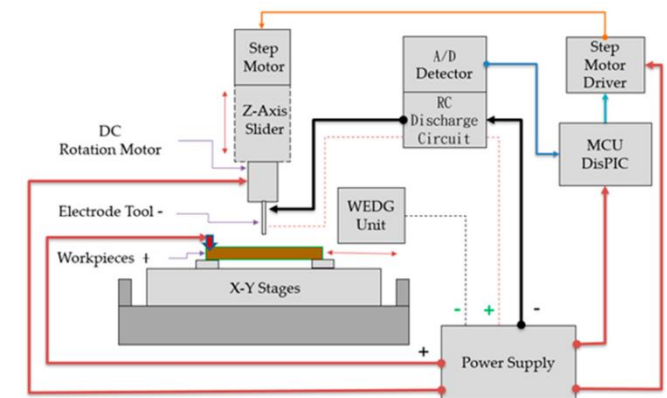 Step
Motor
A/D
Detector
Step
Motor
Driver
Z-Axis
Slider
RC
Discharge
Circuit
DC
Rotation Motor
MCU
DisPIC
Electrode Tool -
WEDG
Unit
Workpieces +
X-Y Stages
- + -
+
Power Supply